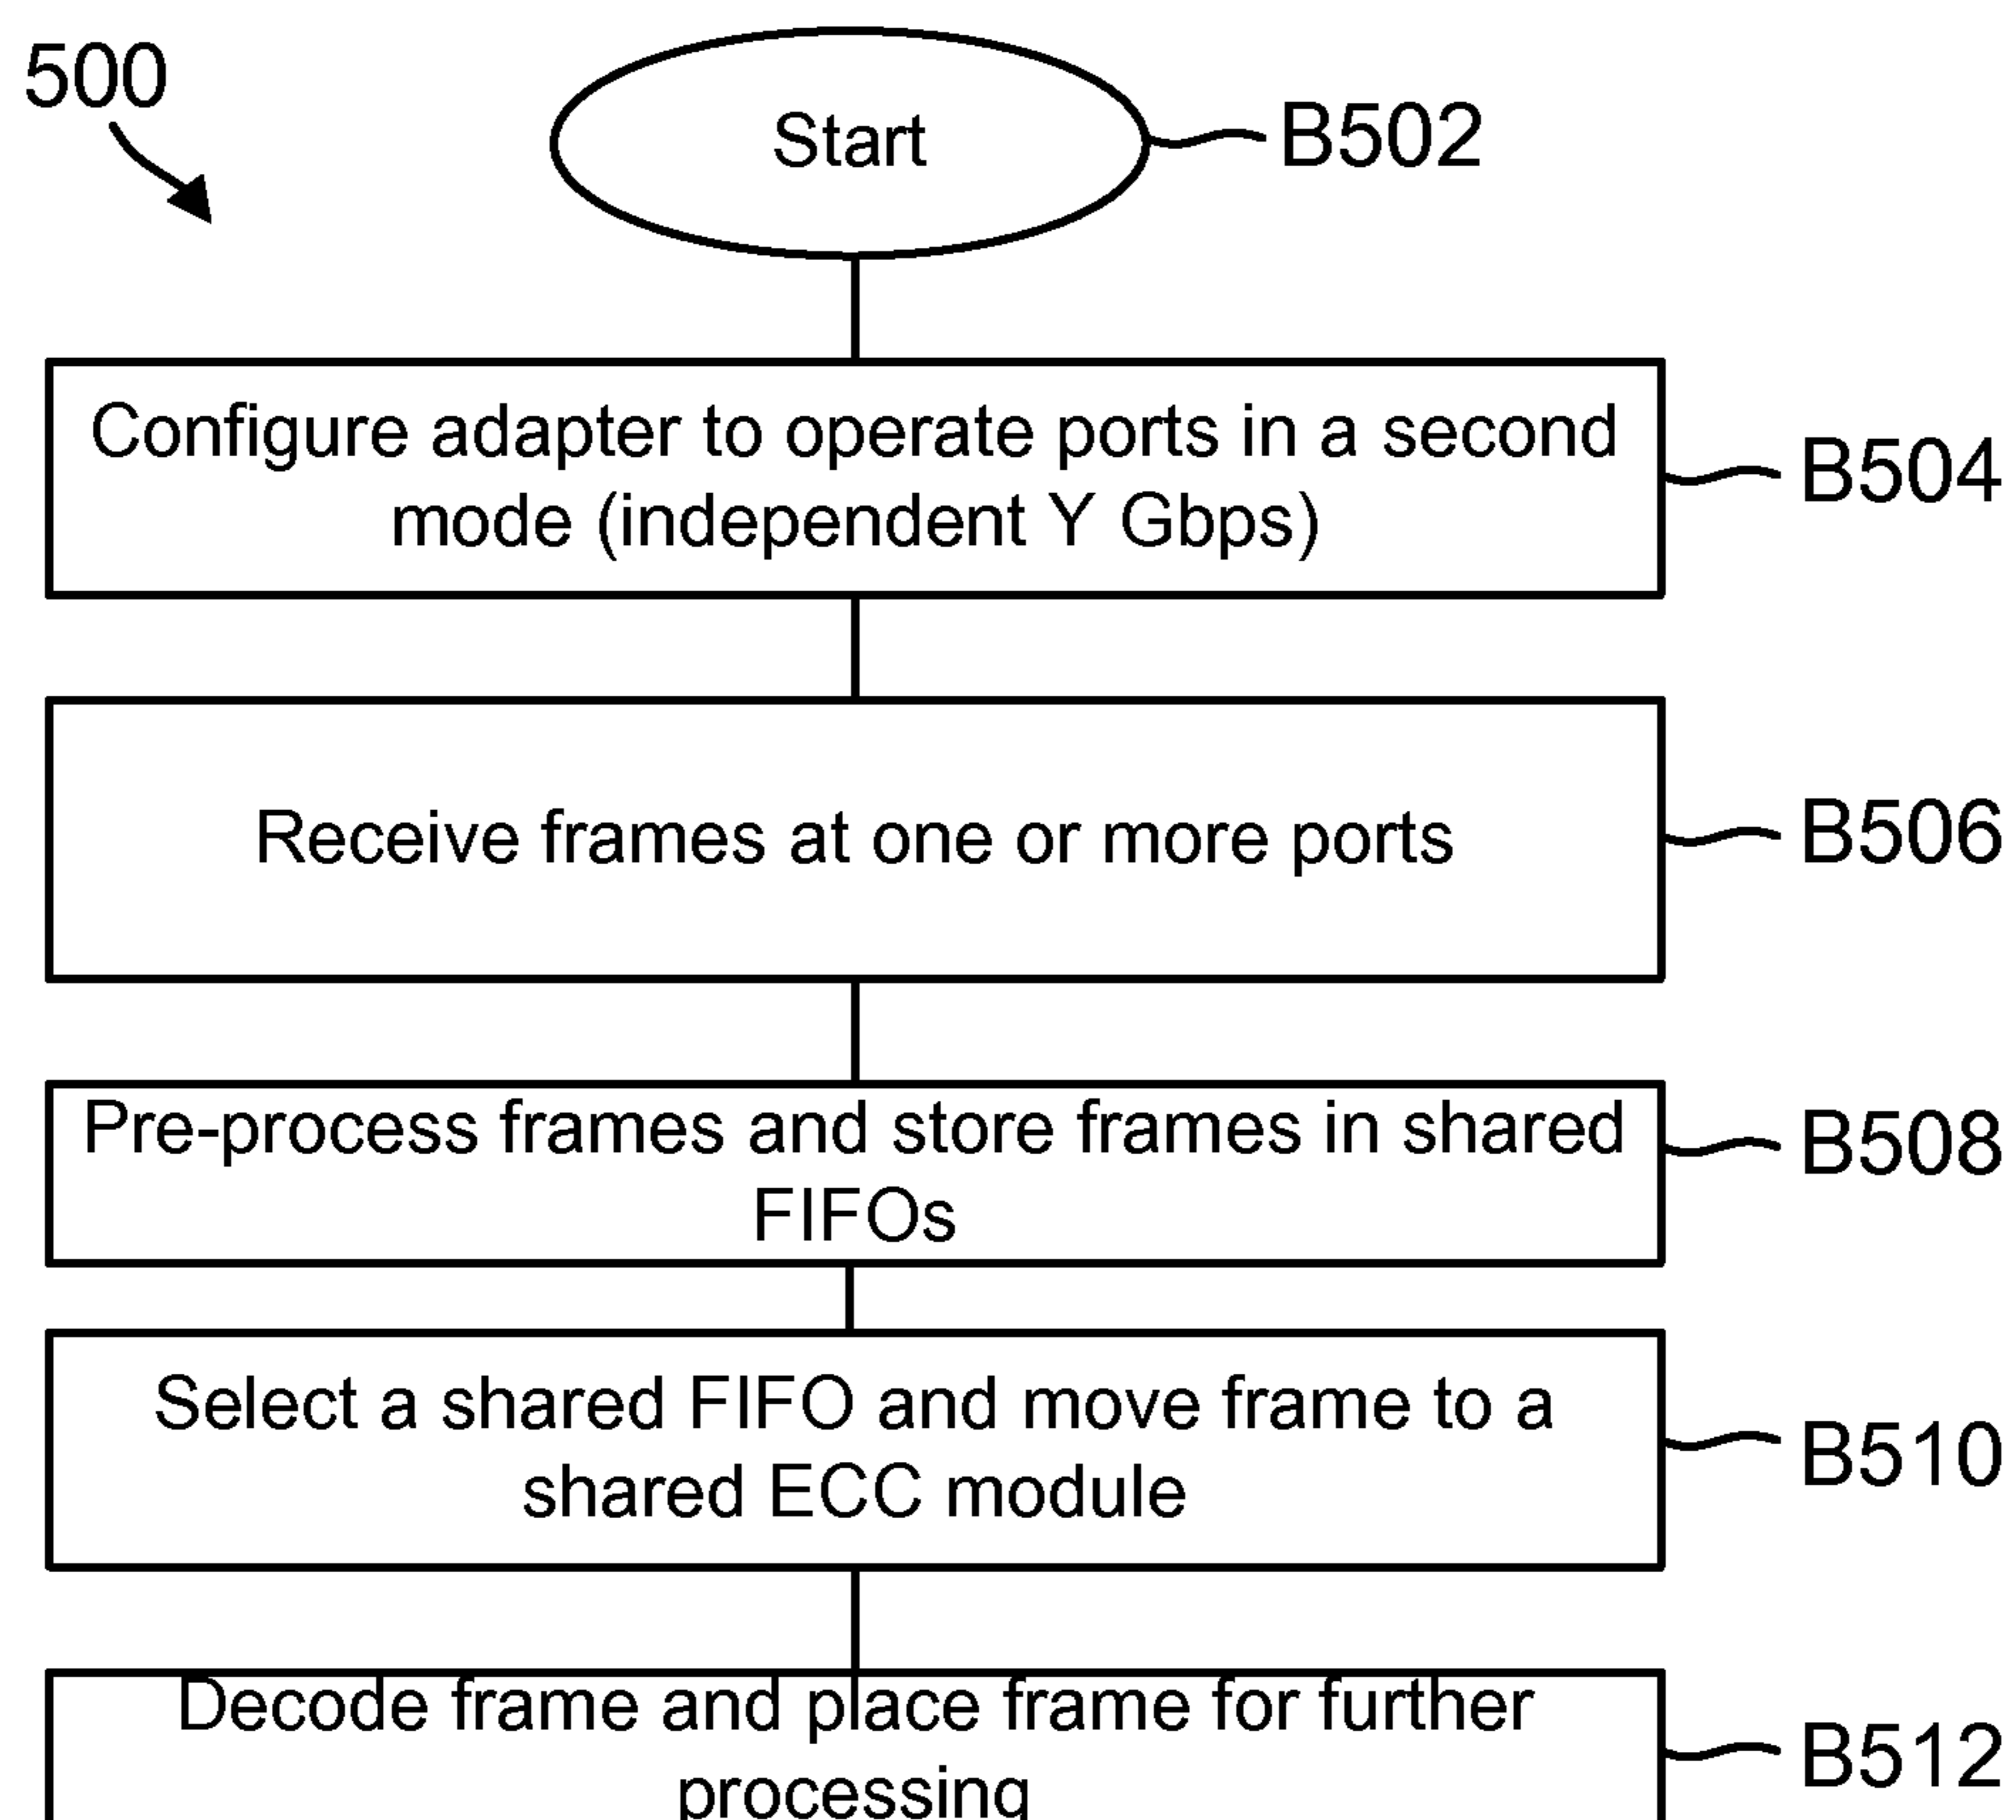 500
Start
B502
Configure adapter to operate ports in a second
mode (independent Y Gbps)
B504
Receive frames at one or more ports
B506
Pre-process frames and store frames in shared
FIFOs
B508
Select a shared FIFO and move frame to a
shared ECC module
B510
Decode frame and place frame for further
processing
B512